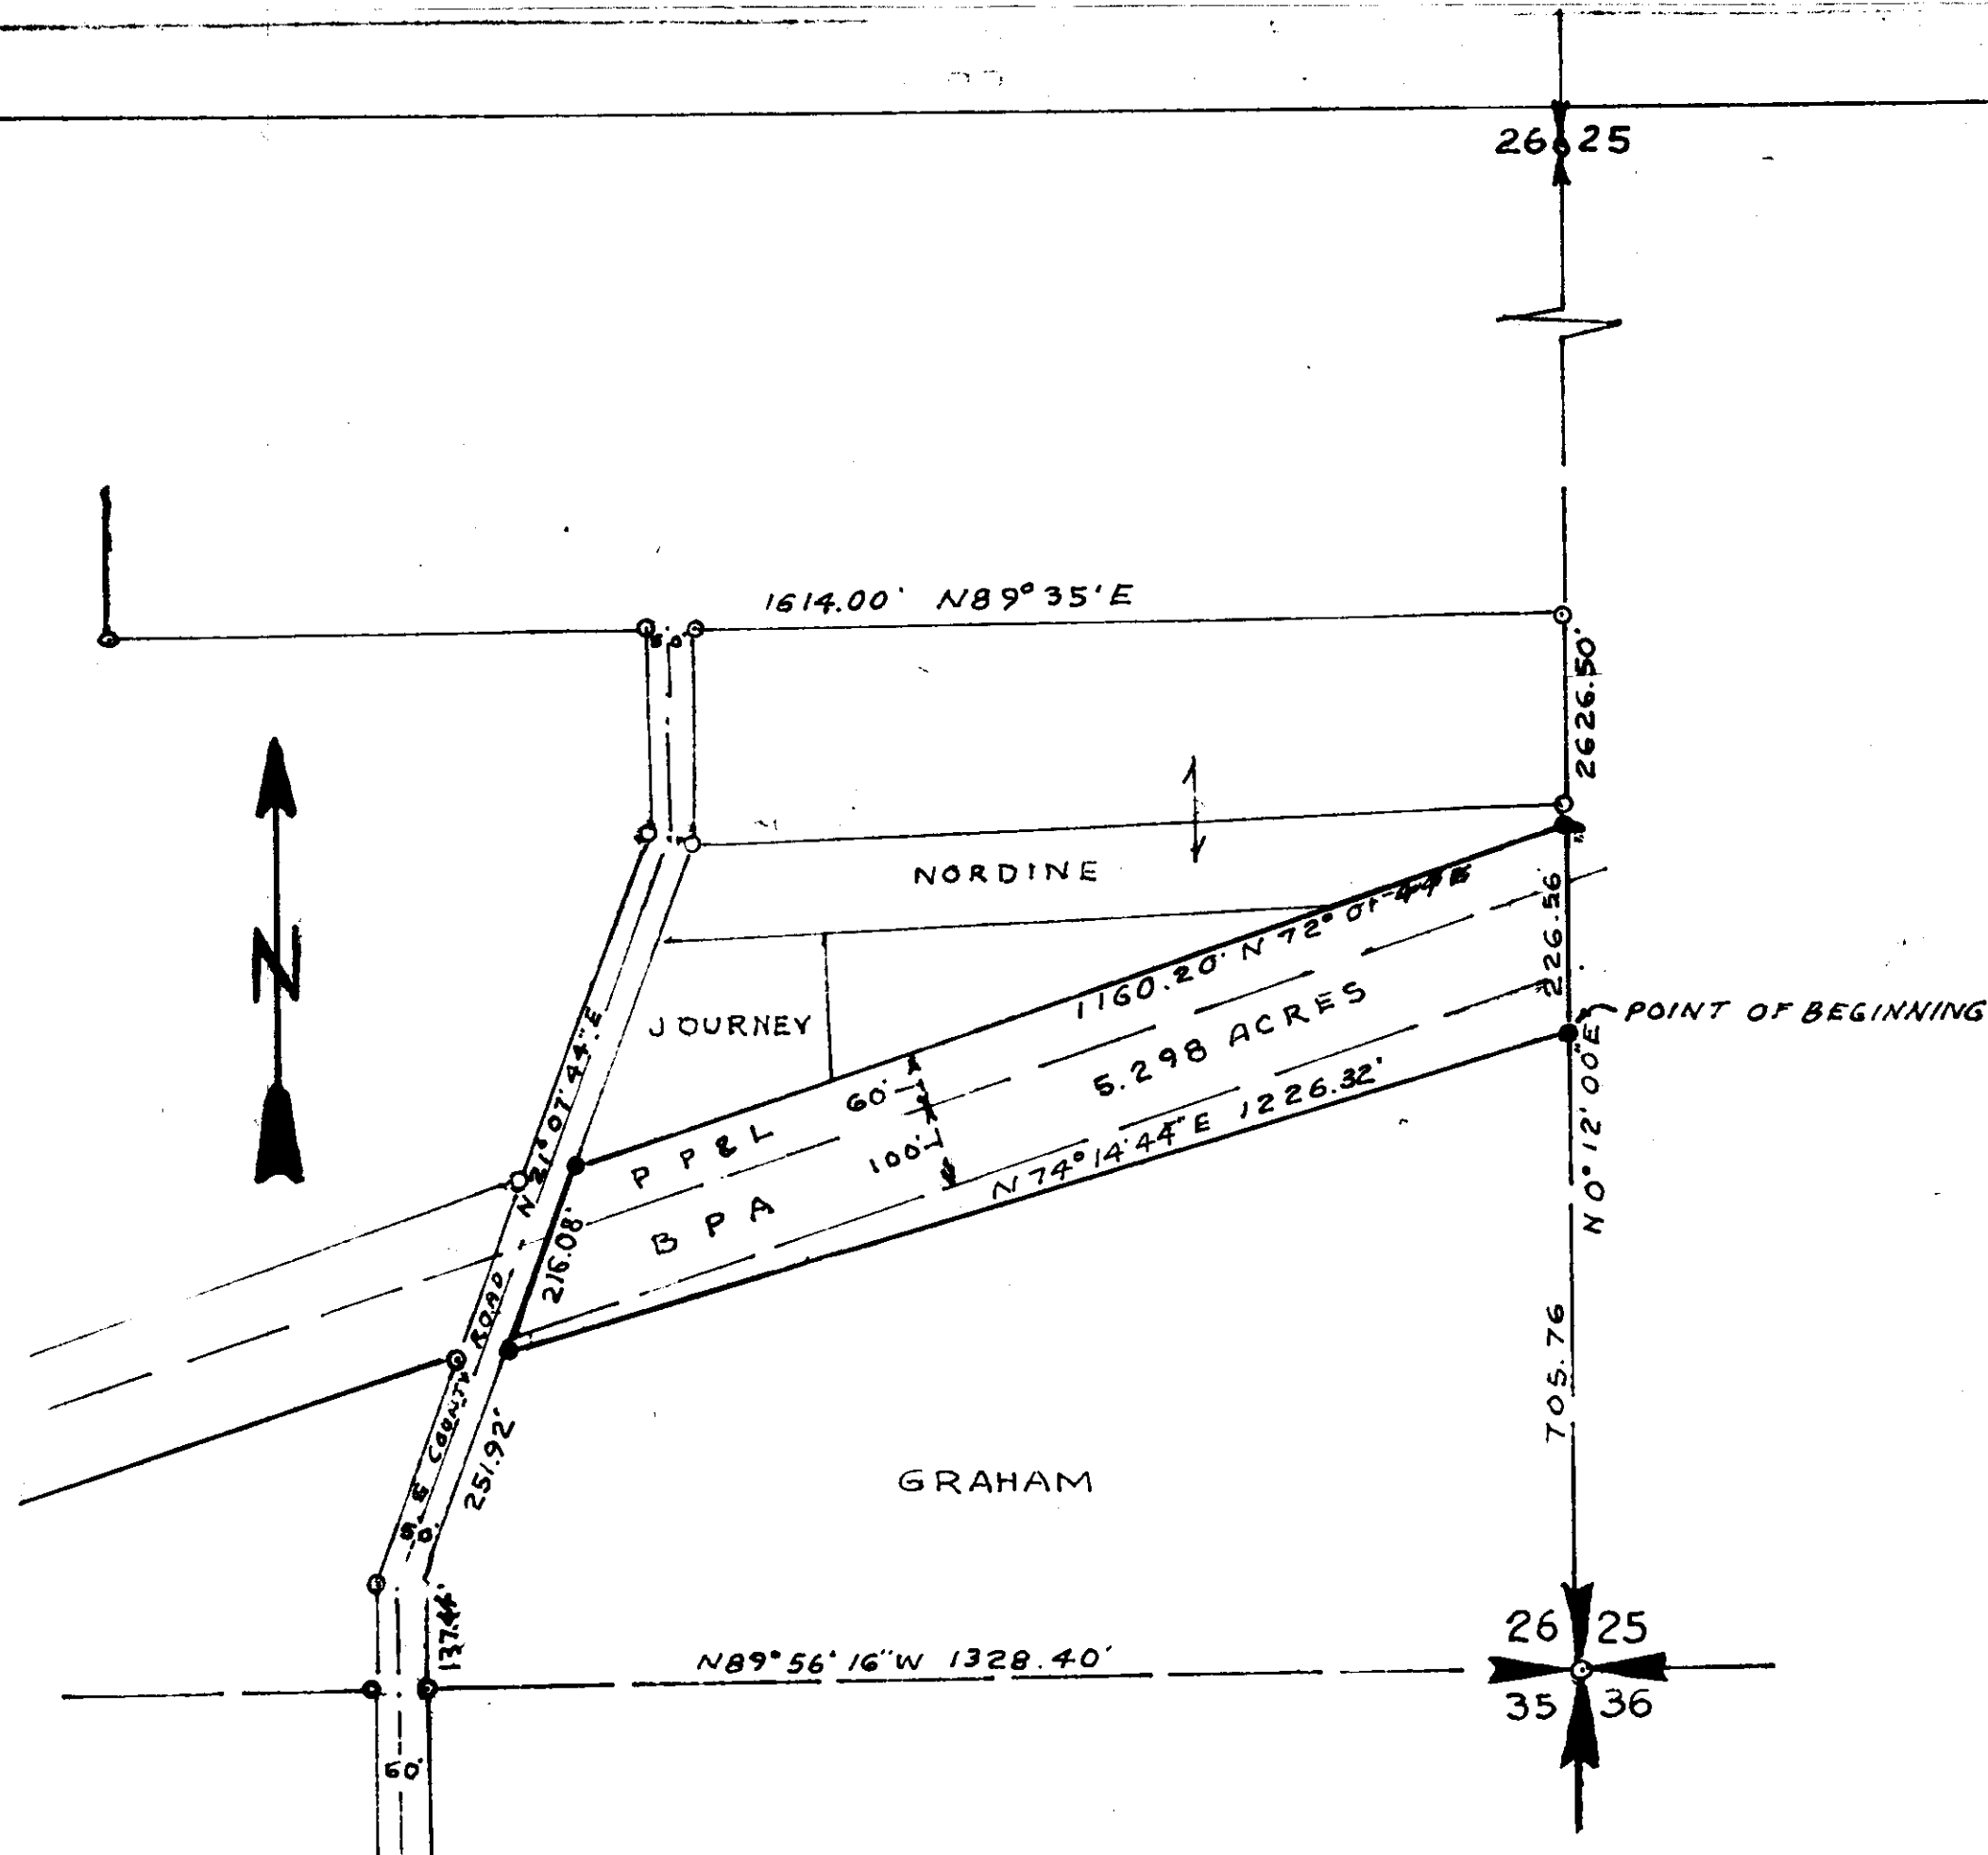 26 25
1614.00' N89°35'E
2626.50'
NORDINE
1160.20' N 72° 01-44 E
226.56'
JOURNEY
5.298 ACRES
POINT OF BEGINNING
N 21°07'44"E
60'
100'
P P & L
N 74°14'44"E 1226.32'
N 0°12'00"E
B P A
216.08'
N
COUNTY ROAD
705.76
251.92'
GRAHAM
137.44'
N89°56'16"W 1328.40'
26 25
35 36
60'